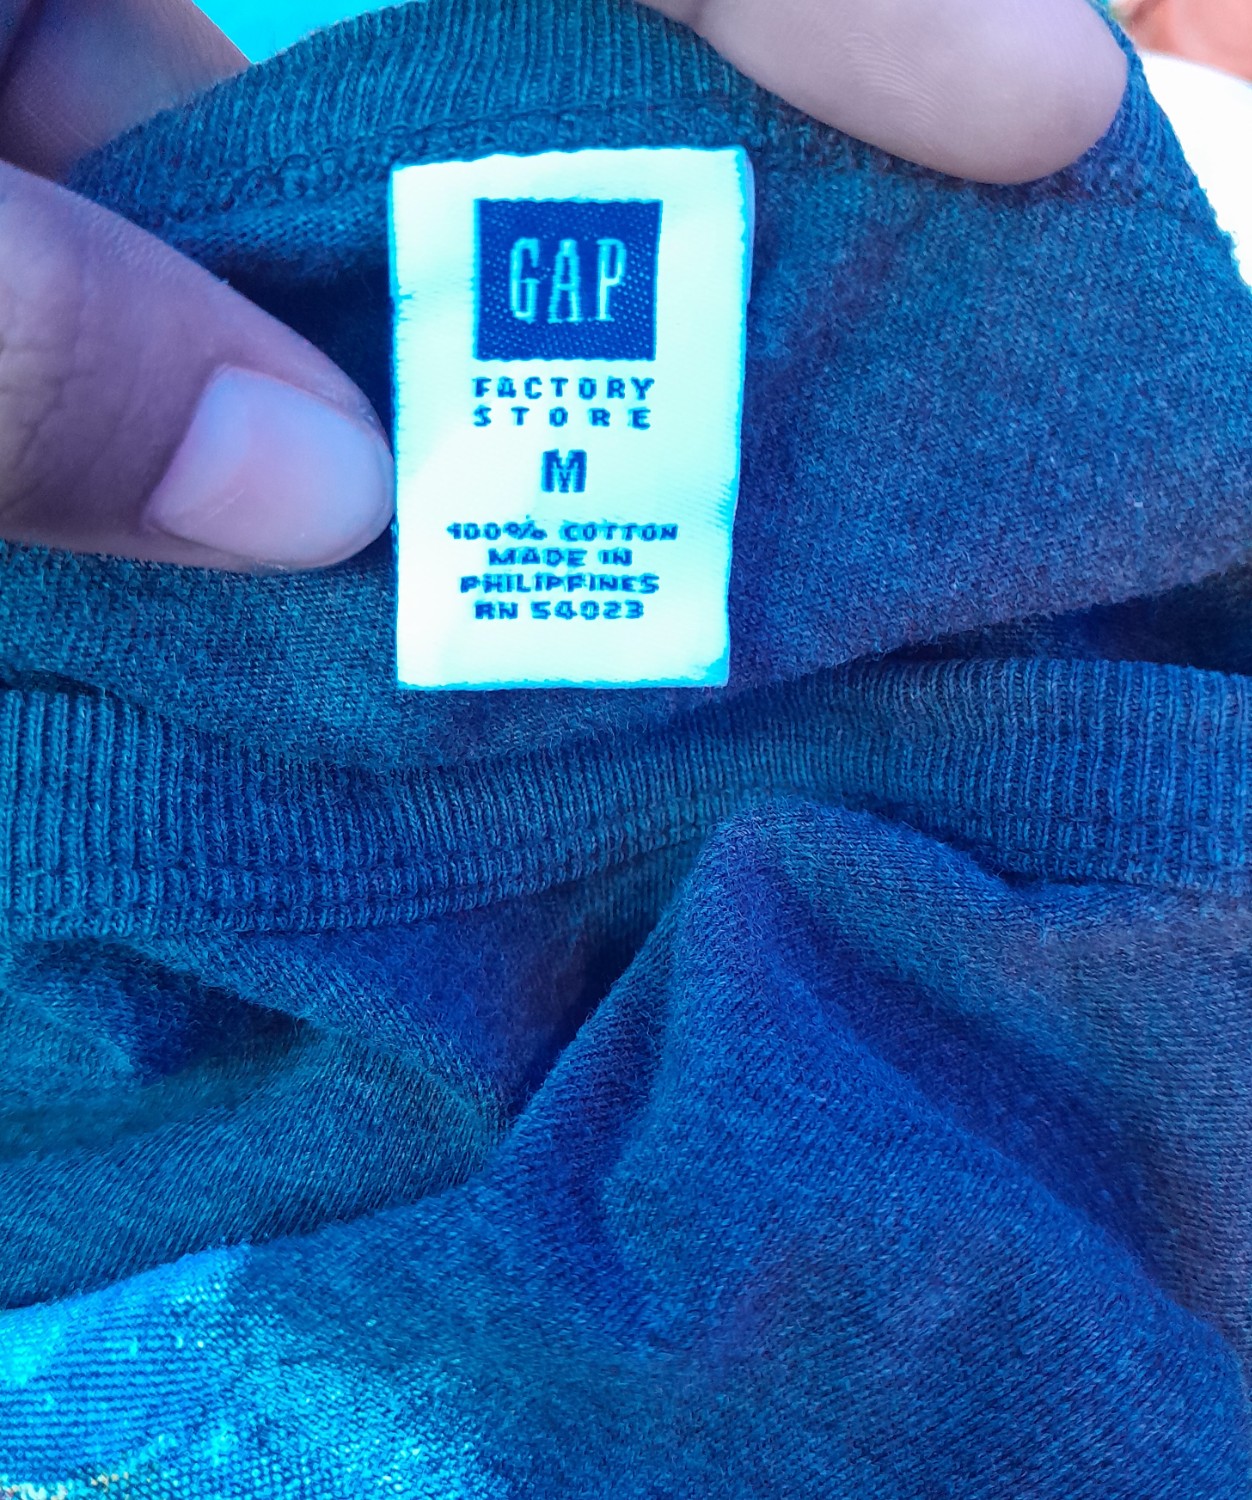 GAP
FACTORY
STORE
M
100% COTTON
MADE IN
PHILIPPINES
RN 54023